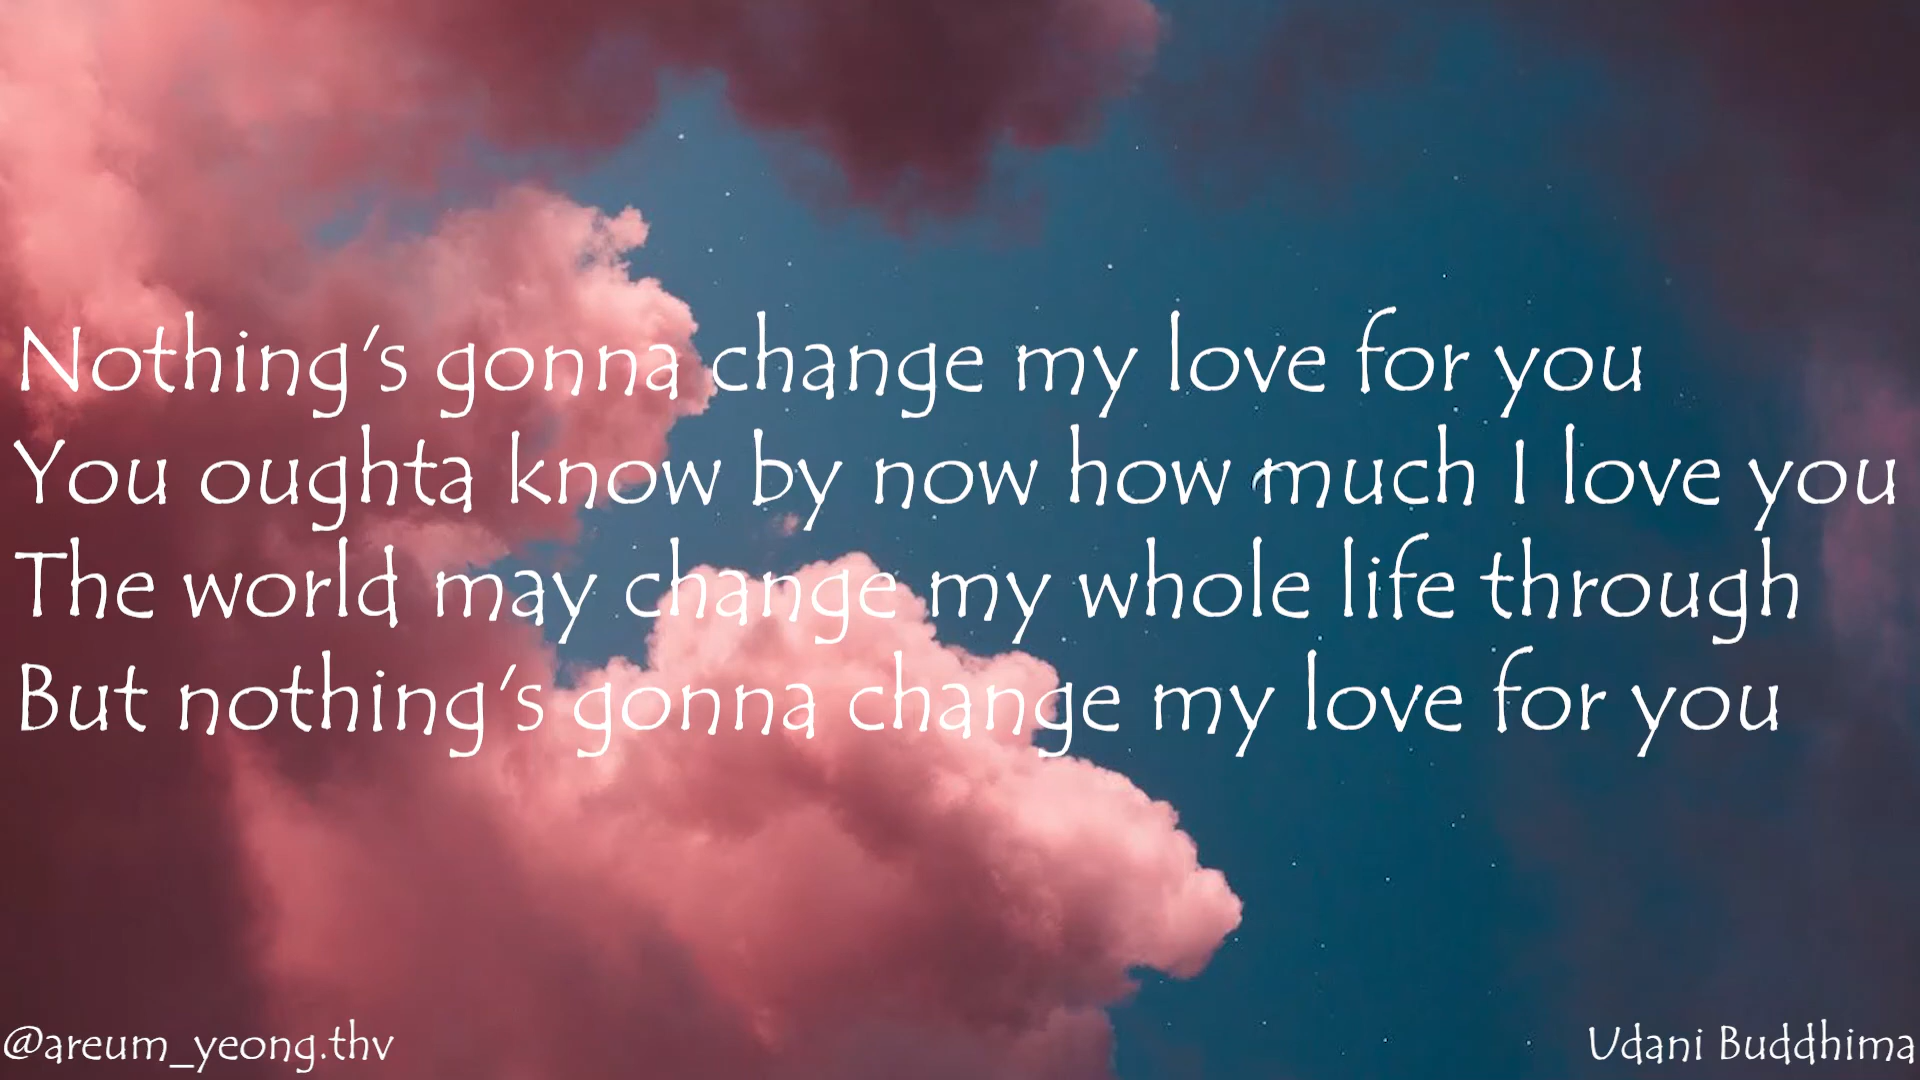 Nothing's gonna change my love for you
You oughta know by now how much I love you
The world may change my whole life through
But nothing's gonna change my love for you
@areum_yeong.thv
Udani Buddhima